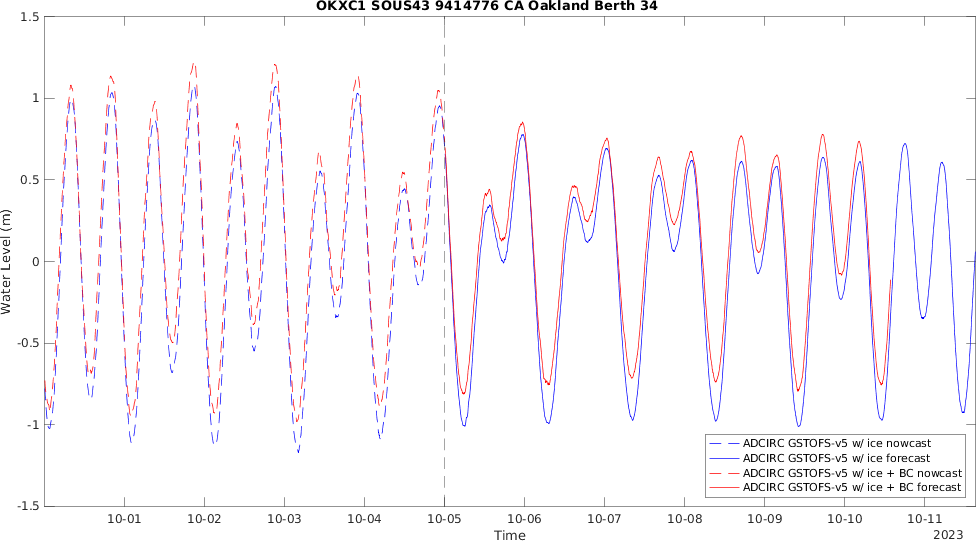 OKXC1 SOUS43 9414776 CA Oakland Berth 34
1.5
1
0.5
0
-0.5
-1
-1.5
Water Level (m)
10-01 10-02 10-03 10-04 10-05 10-06 10-07 10-08 10-09 10-10 10-11
Time
2023
ADCIRC GSTOFS-v5 w/ ice nowcast
ADCIRC GSTOFS-v5 w/ ice forecast
ADCIRC GSTOFS-v5 w/ ice + BC nowcast
ADCIRC GSTOFS-v5 w/ ice + BC forecast